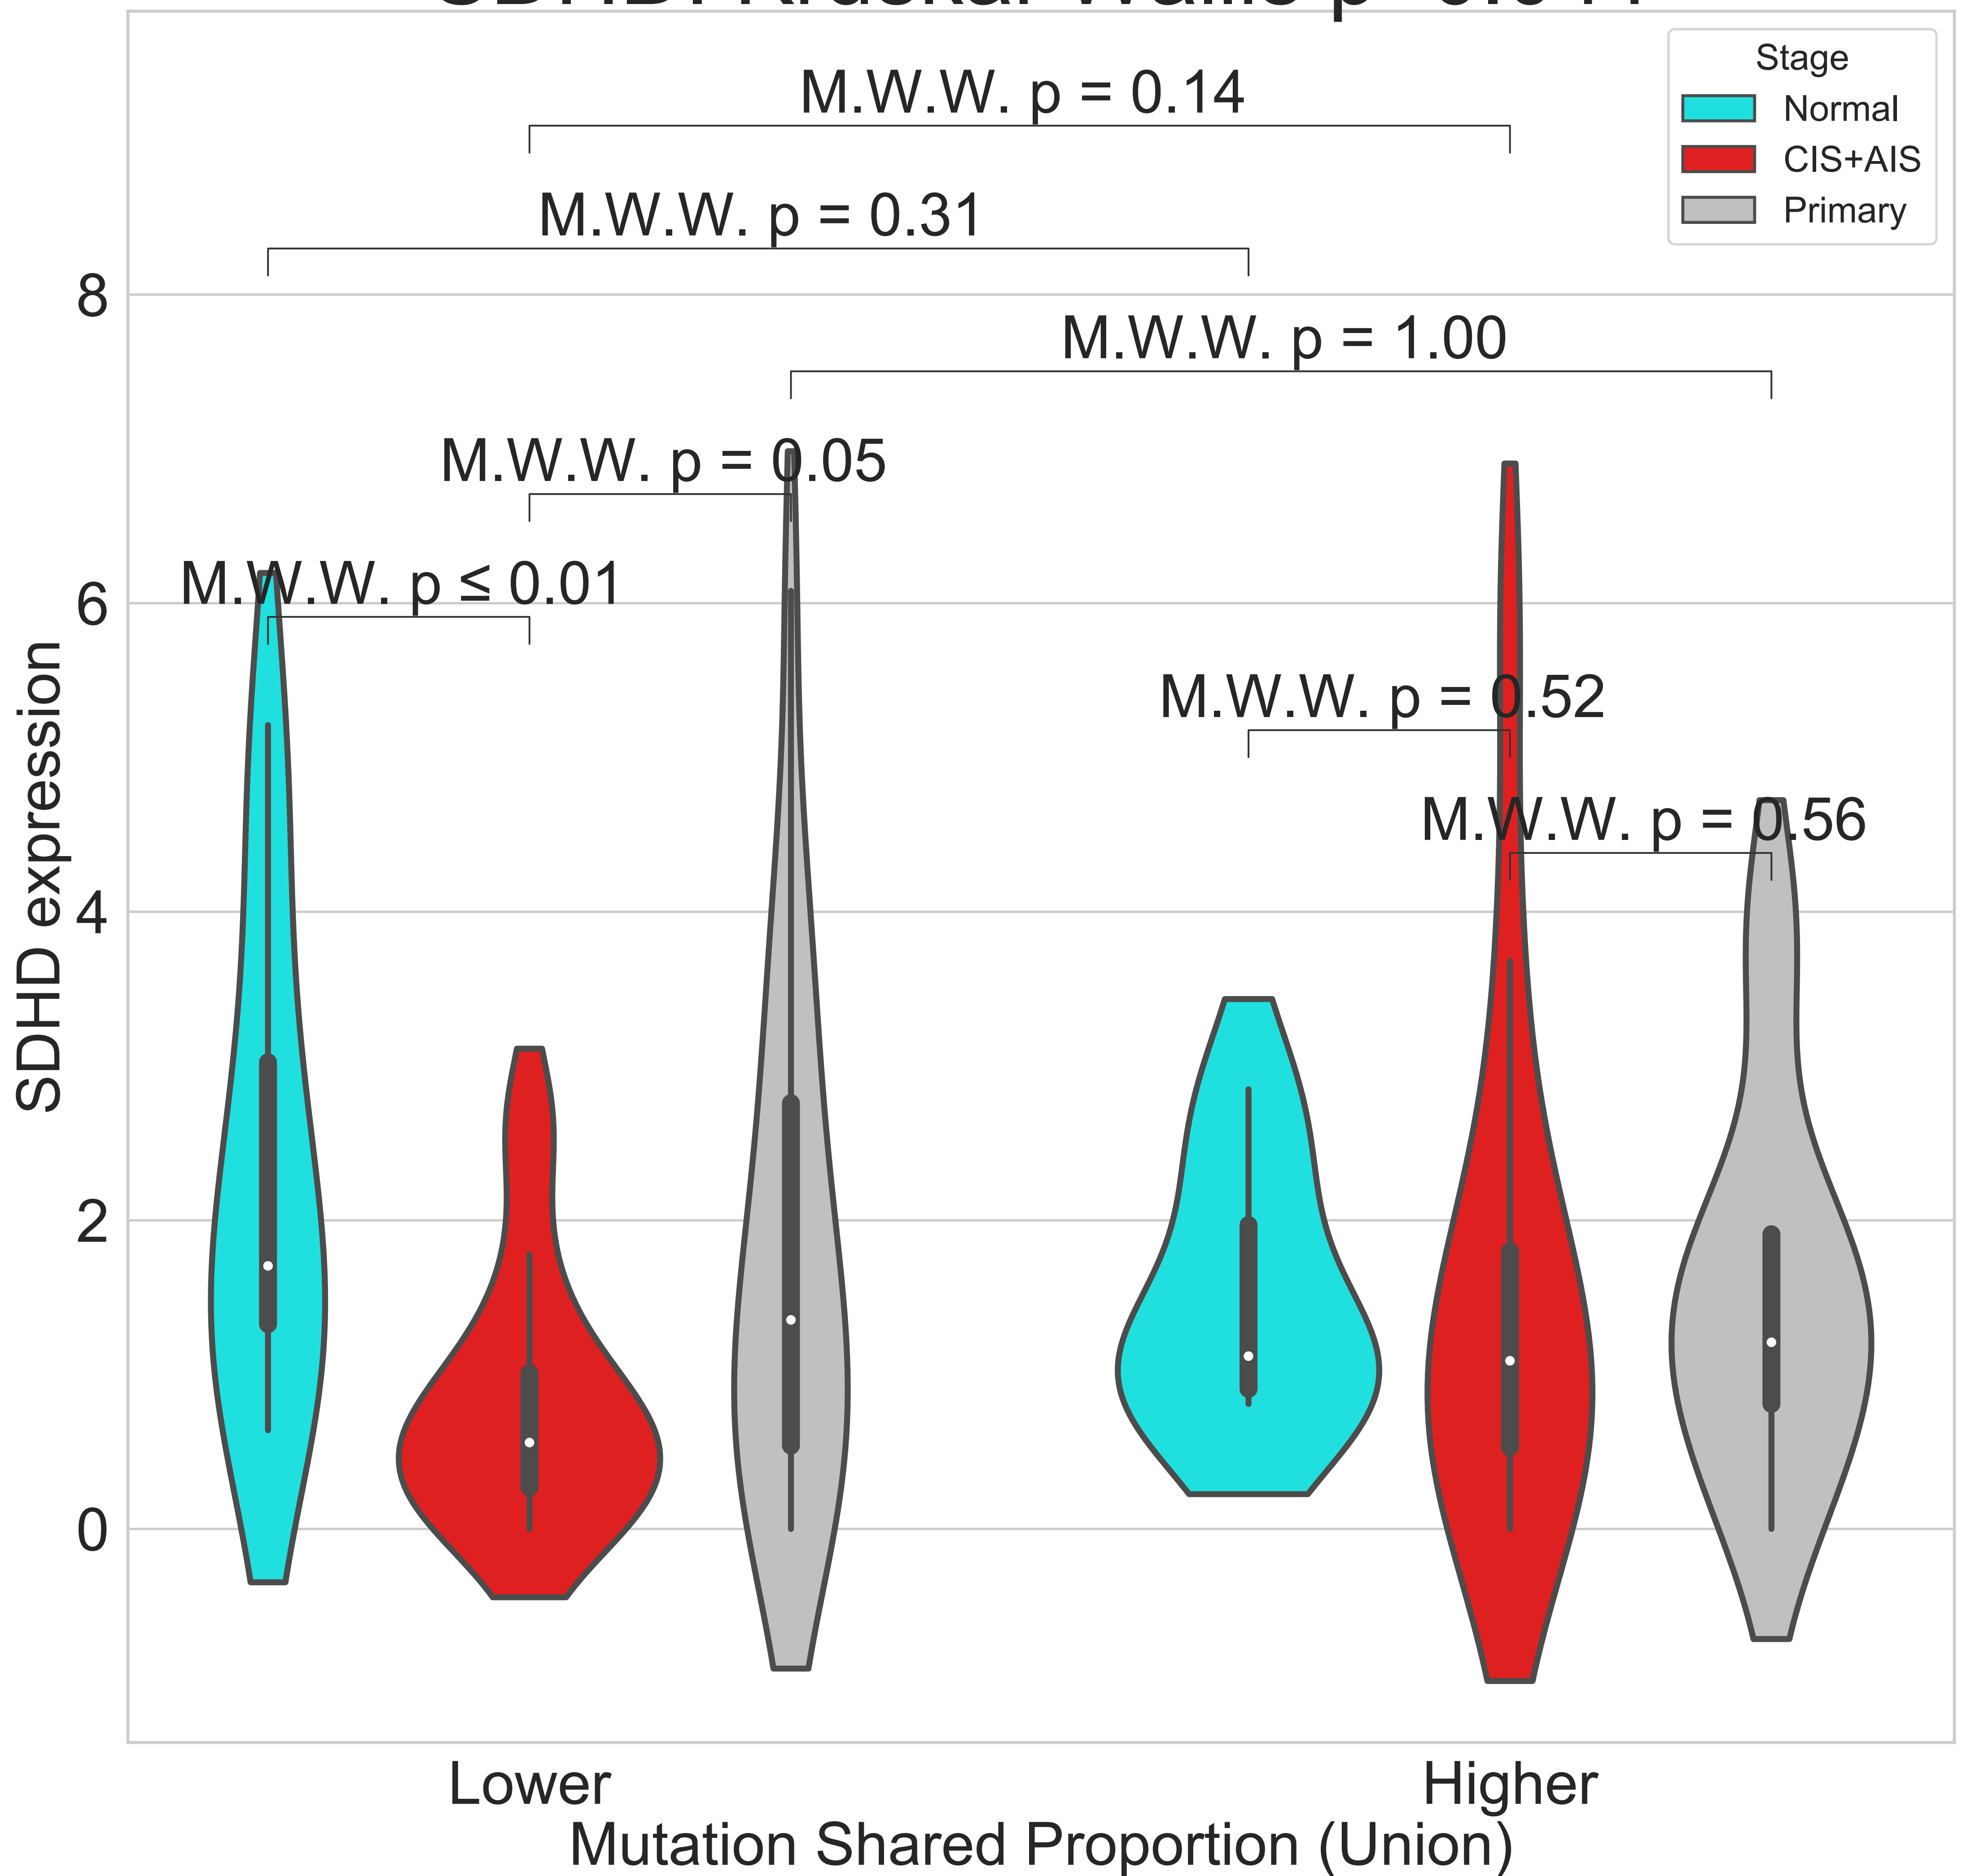 Stage
Normal
CIS+AIS
Primary
M.W.W. p = 0.14
M.W.W. p = 0.31
M.W.W. p = 1.00
M.W.W. p = 0.05
M.W.W. p ≤ 0.01
M.W.W. p = 0.52
M.W.W. p = 0.56
8
6
4
2
0
SDHD expression
Lower
Higher
Mutation Shared Proportion (Union)